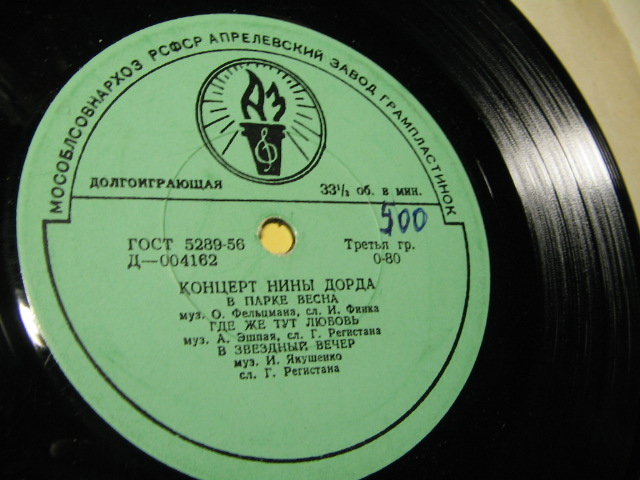 МОСОБЛСОВНАРХОЗ РСФСР АПРЕЛЕВСКИЙ ЗАВОД ГРАМПЛАСТИНОК
АЗ
ДОЛГОИГРАЮЩАЯ 33⅓ об. в мин.
500
ГОСТ 5289-56 Третья гр.
Д—004162 0-80
КОНЦЕРТ НИНЫ ДОРДА
В ПАРКЕ ВЕСНА
муз. О. Фельцмана, сл. И. Финка
ГДЕ ЖЕ ТУТ ЛЮБОВЬ
муз. А. Эшпая, сл. Г. Регистана
В ЗВЕЗДНЫЙ ВЕЧЕР
муз. И. Якушенко
сл. Г. Регистана